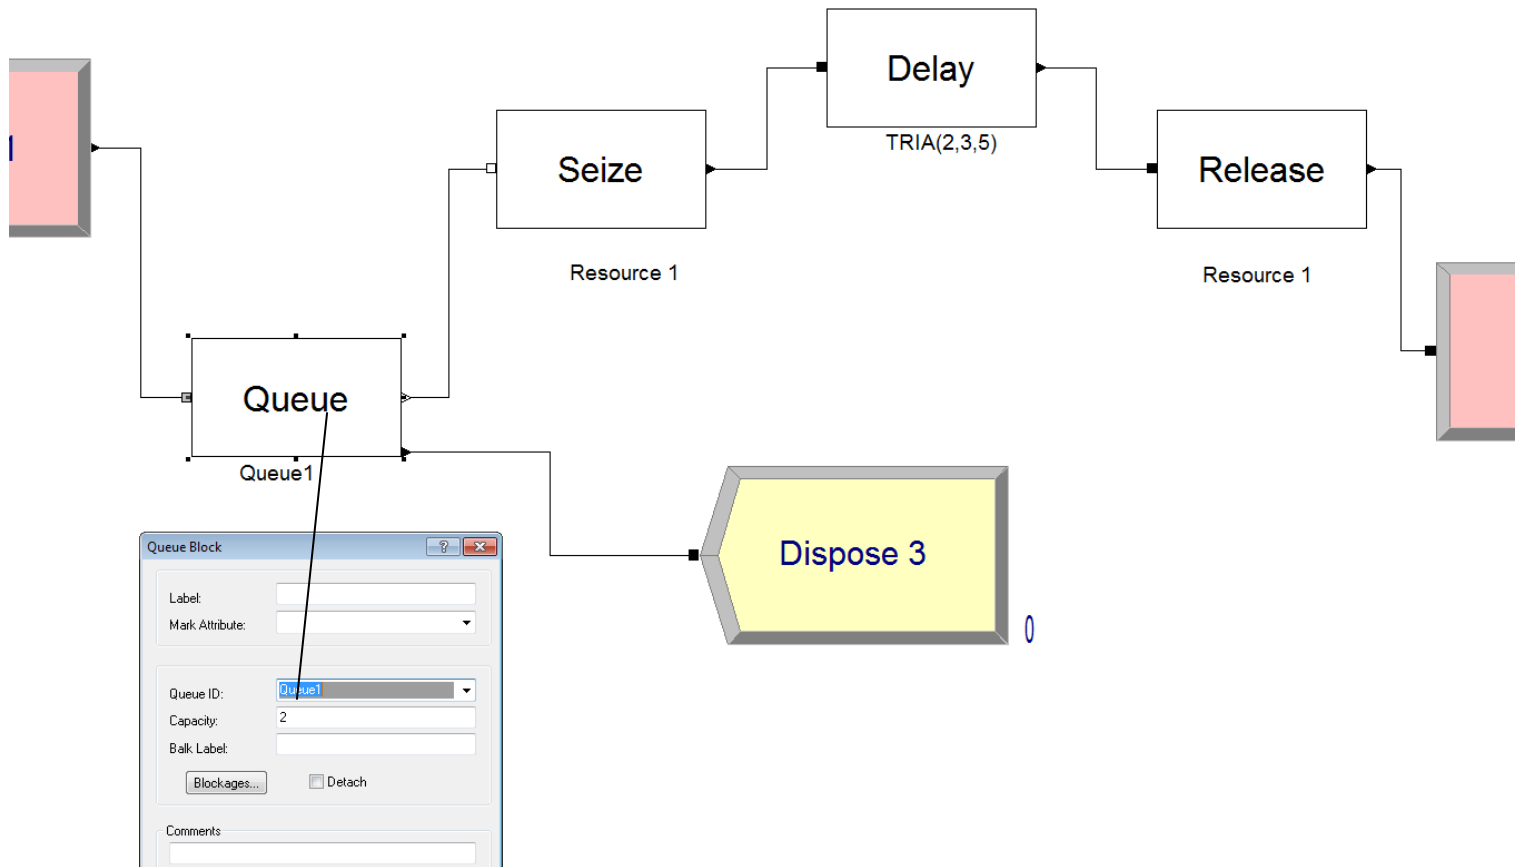 Delay
TRIA(2,3,5)
1
Seize
Release
Resource 1
Resource 1
Queue
Queue1
Queue Block
?
Dispose 3
0
Label:
Mark Attribute:
Queue ID:
Queue1
Capacity:
2
Balk Label:
Blockages...
Detach
Comments